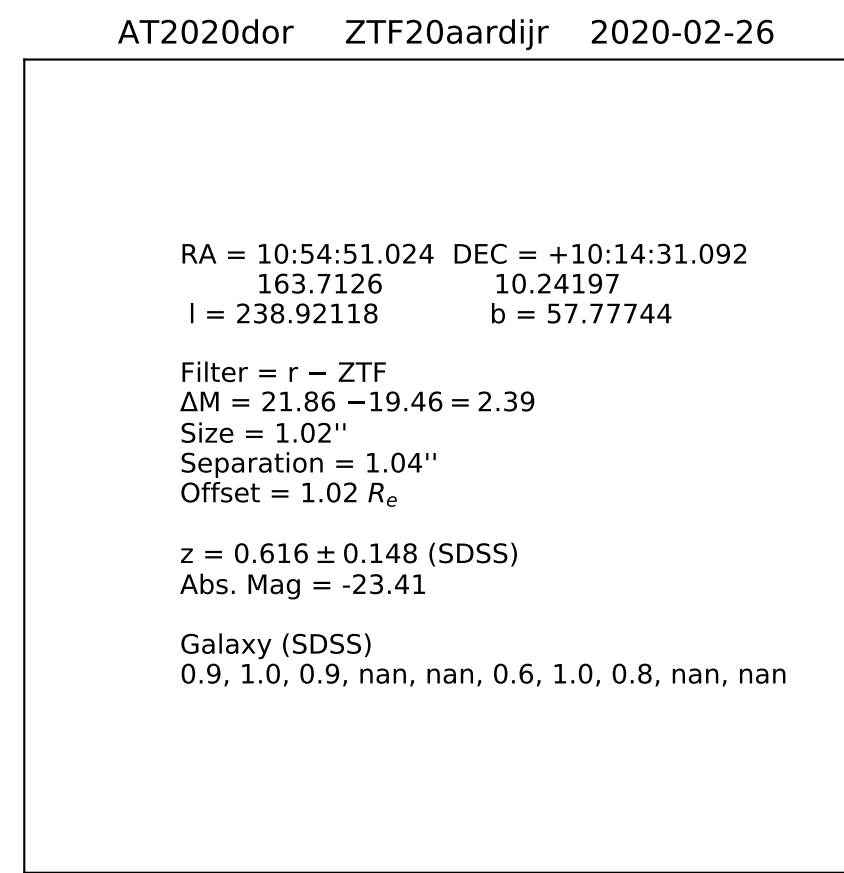 AT2020dor ZTF20aardijr 2020-02-26
RA = 10:54:51.024 DEC = +10:14:31.092
163.7126 10.24197
l = 238.92118 b = 57.77744
Filter = r − ZTF
ΔM = 21.86 −19.46 = 2.39
Size = 1.02''
Separation = 1.04''
Offset = 1.02 Rₑ
z = 0.616 ± 0.148 (SDSS)
Abs. Mag = -23.41
Galaxy (SDSS)
0.9, 1.0, 0.9, nan, nan, 0.6, 1.0, 0.8, nan, nan